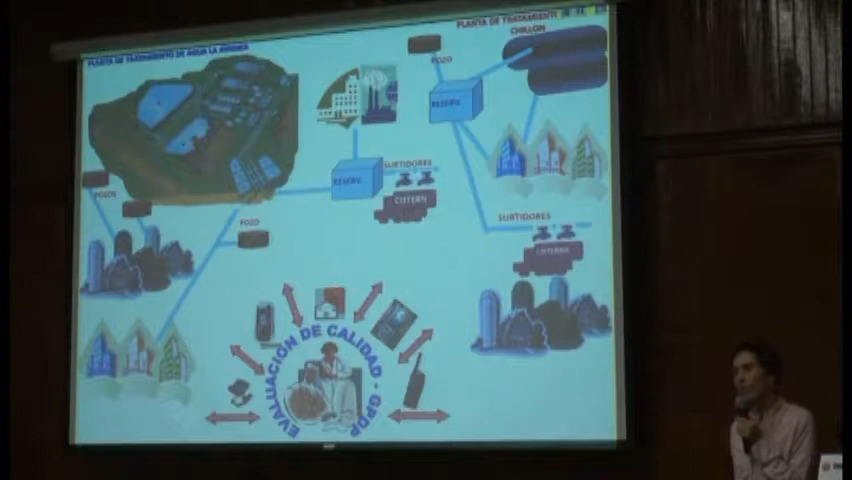 PLANTA DE TRATAMIENTO DE AGUA LA ATARJEA
PLANTA DE TRATAMIENTO
CHILLON
POZO
RESERV.
SURTIDORES
RESERV.
CISTERN
POZOS
POZO
SURTIDORES
CISTERNA
EVALUACIÓN DE CALIDAD - GPDP